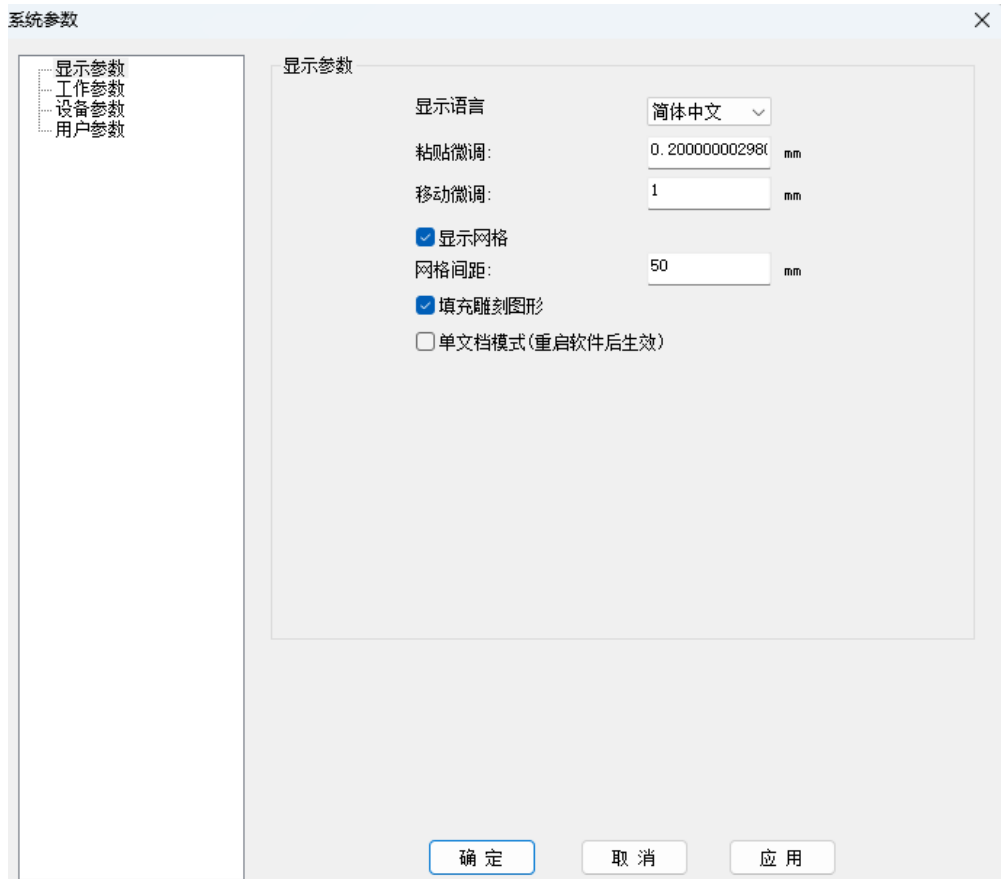 系统参数
显示参数
工作参数
设备参数
用户参数
显示参数
显示语言 简体中文
粘贴微调: 0.2000000298( mm
移动微调: 1 mm
显示网格
网格间距: 50 mm
填充雕刻图形
单文档模式(重启软件后生效)
确定 取消 应用